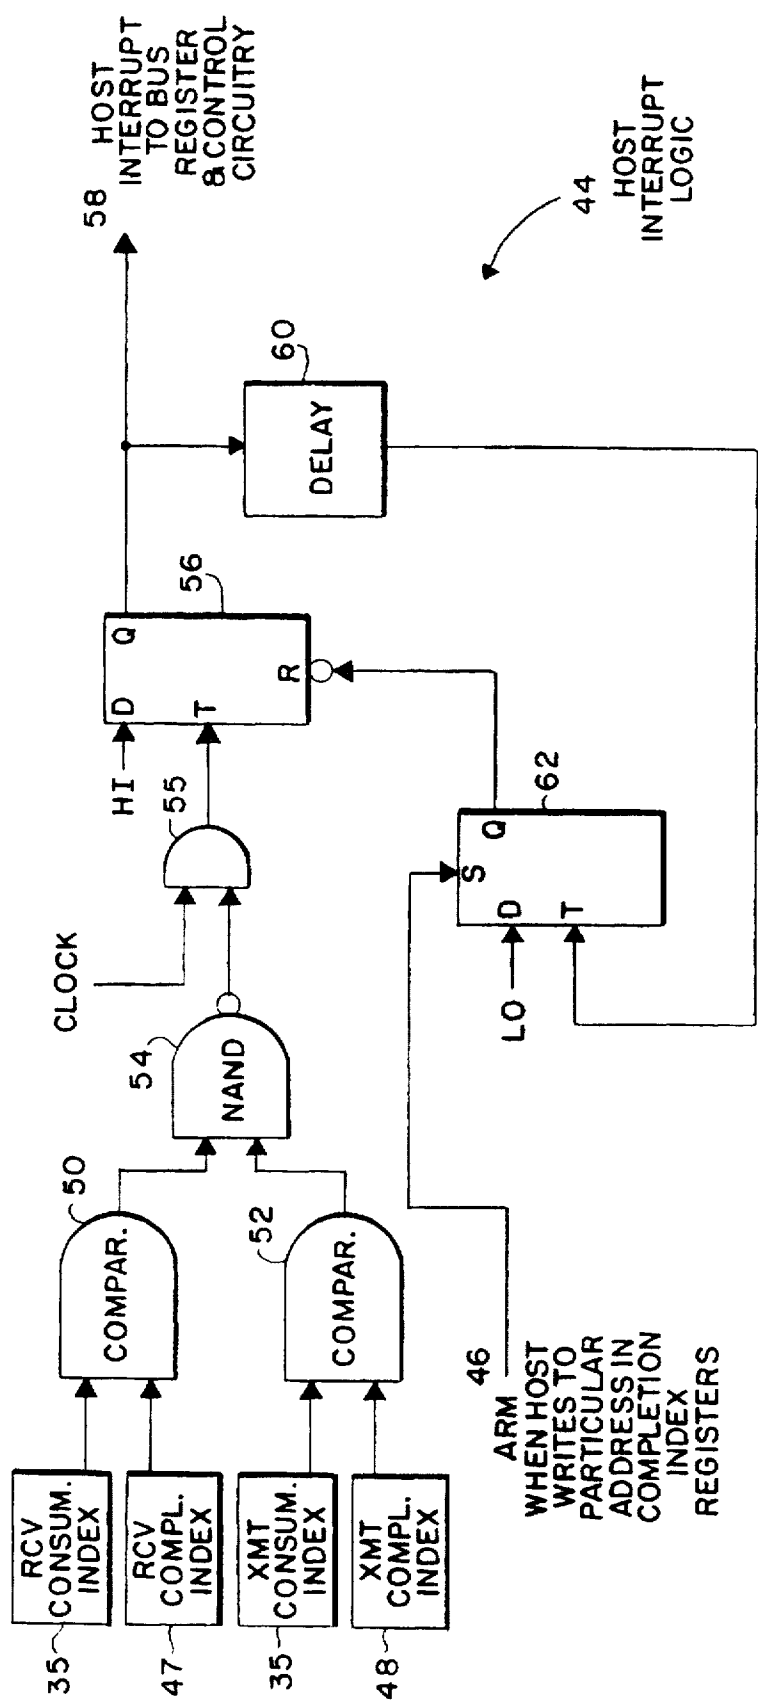 RCV
CONSUM.
INDEX
35
RCV
COMPL.
INDEX
47
XMT
CONSUM.
INDEX
35
XMT
COMPL.
INDEX
48
COMPAR.
50
COMPAR.
52
NAND
54
CLOCK
55
HI
D
Q
T
R
56
HOST
INTERRUPT
TO BUS
REGISTER
& CONTROL
CIRCUITRY
58
DELAY
60
46
ARM
WHEN HOST
WRITES TO
PARTICULAR
ADDRESS IN
COMPLETION
INDEX
REGISTERS
LO
S
D
Q
T
62
44
HOST
INTERRUPT
LOGIC